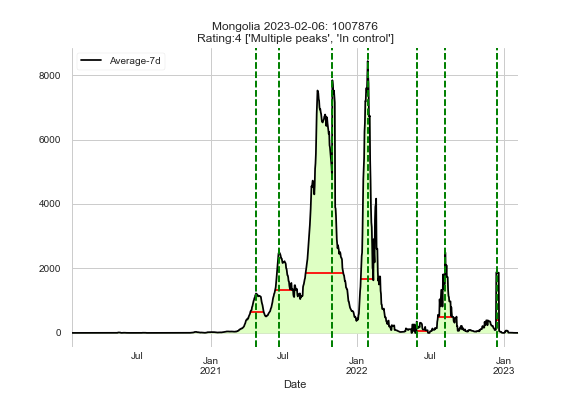 Mongolia 2023-02-06: 1007876
Rating:4 ['Multiple peaks', 'In control']
Average-7d
8000
6000
4000
2000
0
Jul
Jan
2021
Jul
Jan
2022
Jul
Jan
2023
Date